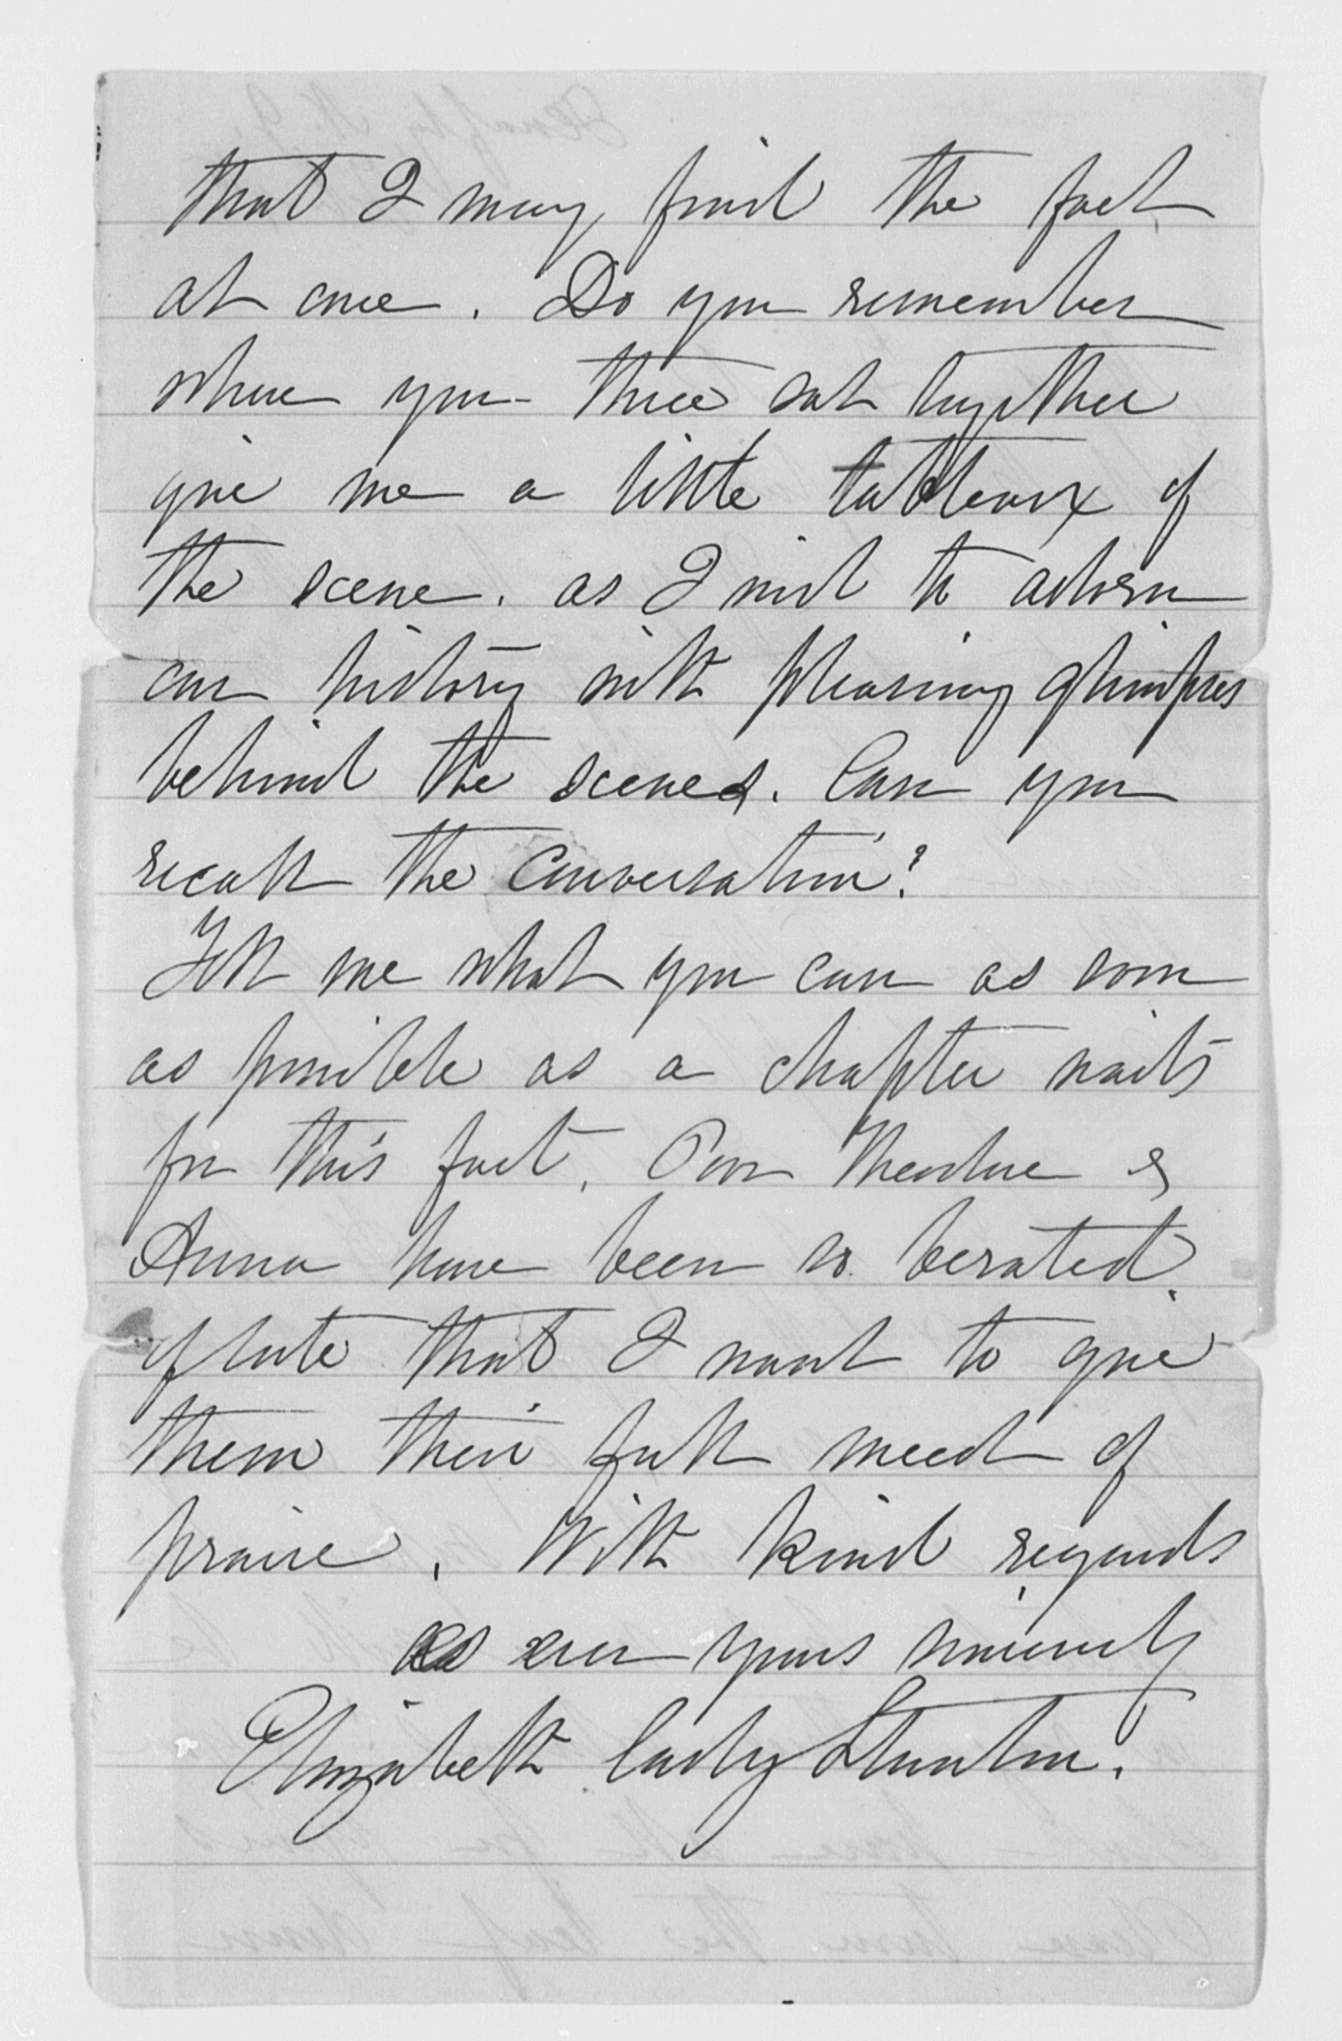 that I may find the fact
at once. Do you remember
where you three sat together
give me a little tableaux of
the scene. as I wish to adorn
our history with pleasing glimpses
behind the scenes. Can you
recall the conversation?
Tell me what you can as soon
as possible as a chapter waits
for this fact. Poor Theodore &
Anna have been so berated
of late that I want to give
them their full meed of
praise. With kind regards
as ever yours sincerely
Elizabeth Cady Stanton.